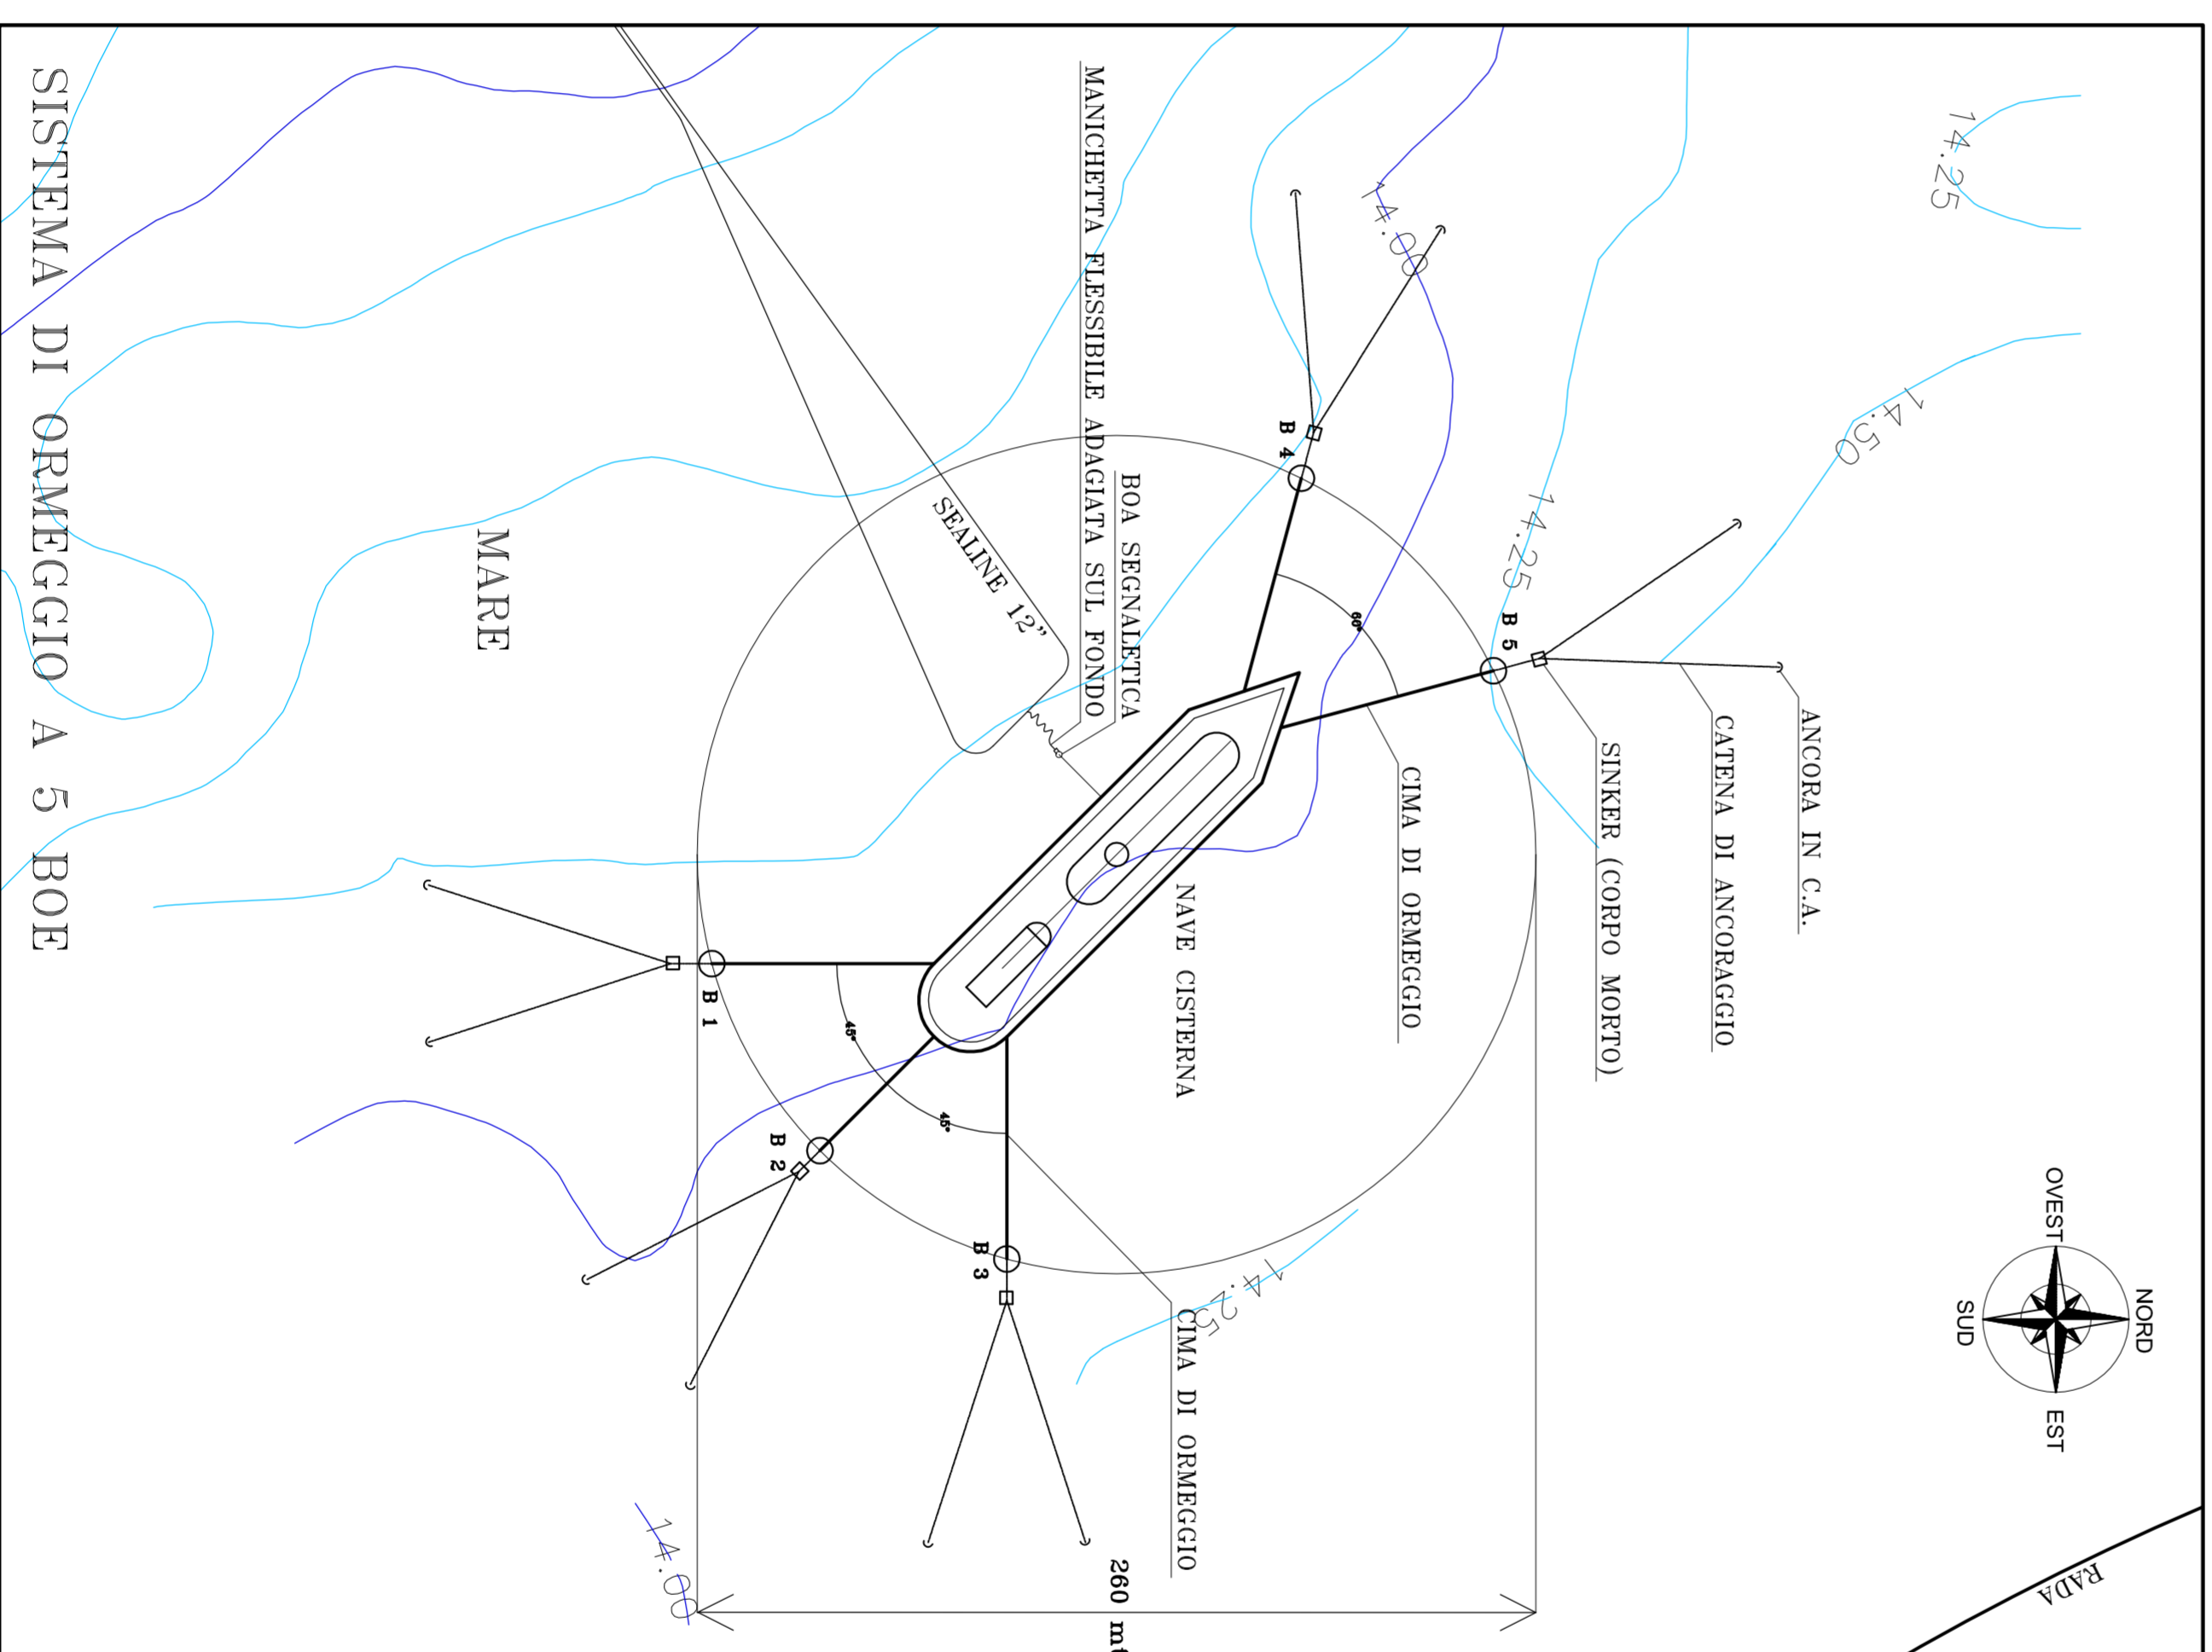 NORD
OVEST
EST
SUD
RADA
14.25
14.50
ANCORA IN C.A.
CATENA DI ANCORAGGIO
SINKER (CORPO MORTO)
14.25
B 5
14.00
CIMA DI ORMEGGIO
60°
B 4
NAVE CISTERNA
14.25
CIMA DI ORMEGGIO
BOA SEGNALETICA
MANICHETTA FLESSIBILE ADAGIATA SUL FONDO
260 mt
SEALINE 12"
B 3
45°
45°
B 2
B 1
14.00
MARE
SISTEMA DI ORMEGGIO A 5 BOE